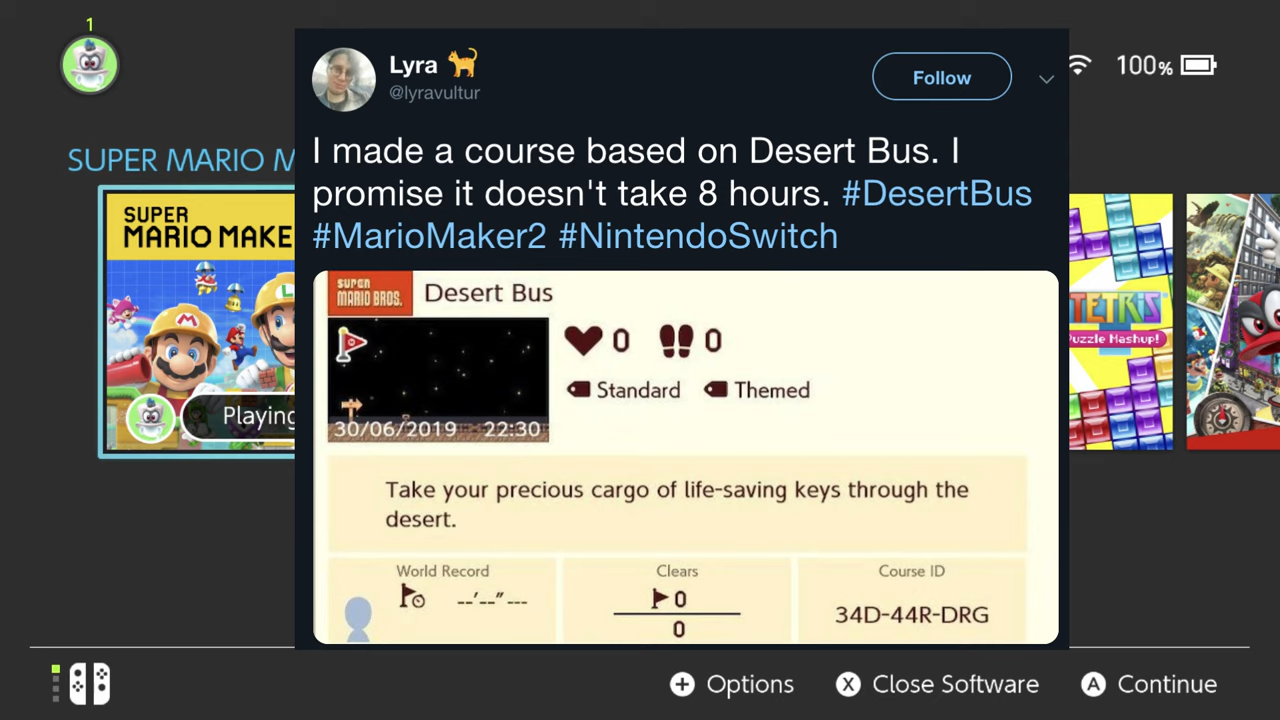 1
100%
SUPER MARIO M
SUPER
MARIO MAKE
Playing
Lyra 🐈
@lyravultur
Follow
I made a course based on Desert Bus. I
promise it doesn't take 8 hours. #DesertBus
#MarioMaker2 #NintendoSwitch
SUPER
MARIO BROS.
Desert Bus
0 0
Standard Themed
30/06/2019 22:30
Take your precious cargo of life-saving keys through the
desert.
World Record
--'--"---
Clears
0
0
Course ID
34D-44R-DRG
TETRIS
Puzzle Mashup!
+ Options X Close Software A Continue